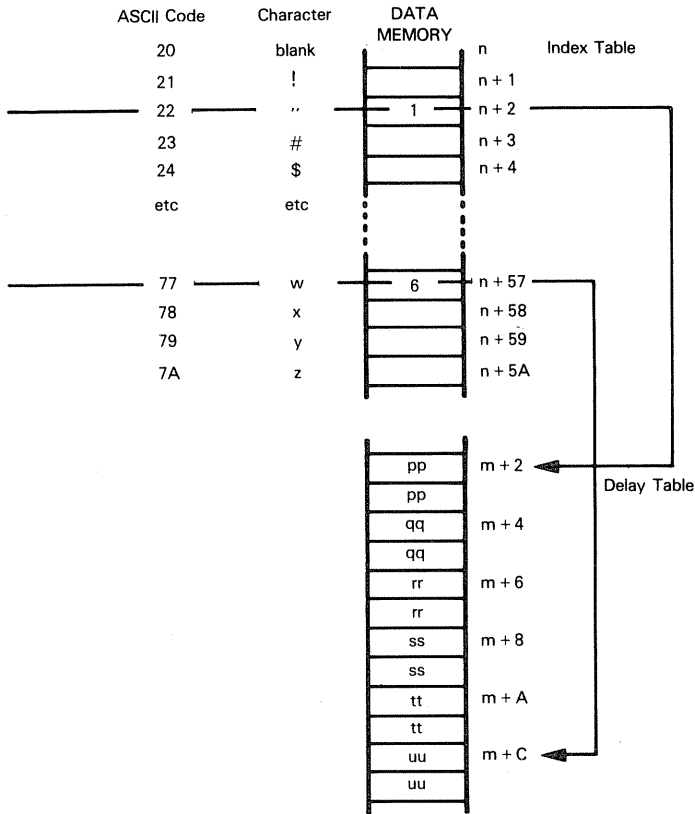 ASCII Code Character DATA MEMORY
20 blank n Index Table
21 ! n + 1
22 '' 1 n + 2
23 # n + 3
24 $ n + 4
etc etc
77 w 6 n + 57
78 x n + 58
79 y n + 59
7A z n + 5A
pp m + 2
Delay Table
pp
qq m + 4
qq
rr m + 6
rr
ss m + 8
ss
tt m + A
tt
uu m + C
uu